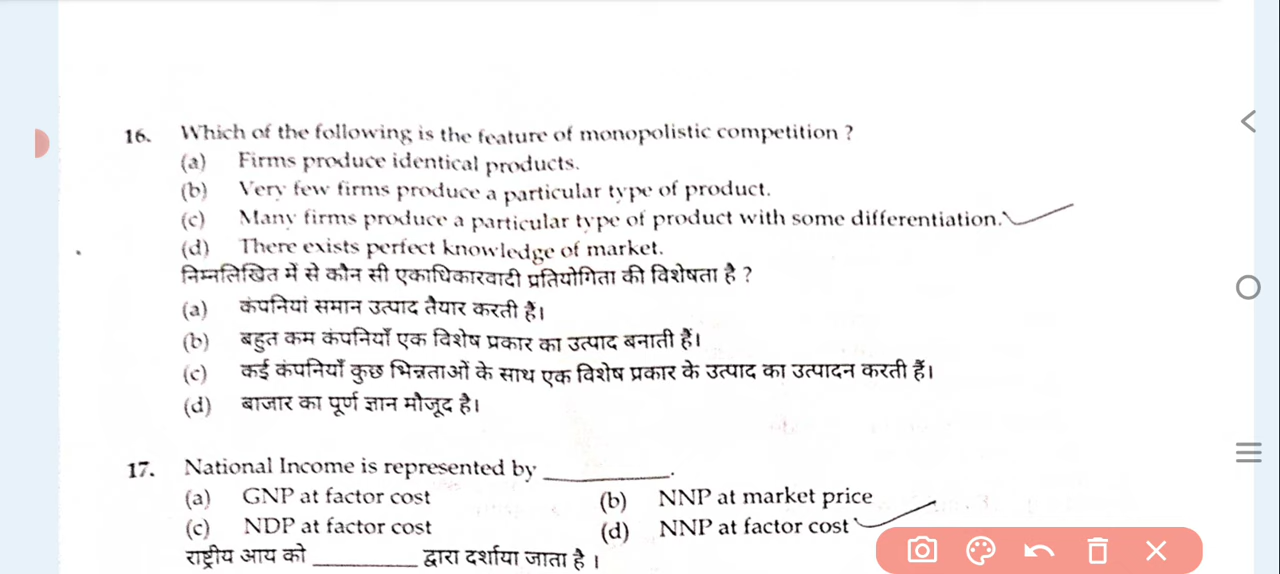 16. Which of the following is the feature of monopolistic competition ?
(a) Firms produce identical products.
(b) Very few firms produce a particular type of product.
(c) Many firms produce a particular type of product with some differentiation.
(d) There exists perfect knowledge of market.
निम्नलिखित में से कौन सी एकाधिकारवादी प्रतियोगिता की विशेषता है ?
(a) कंपनियां समान उत्पाद तैयार करती हैं।
(b) बहुत कम कंपनियाँ एक विशेष प्रकार का उत्पाद बनाती हैं।
(c) कई कंपनियाँ कुछ भिन्नताओं के साथ एक विशेष प्रकार के उत्पाद का उत्पादन करती हैं।
(d) बाजार का पूर्ण ज्ञान मौजूद है।
17. National Income is represented by ____________.
(a) GNP at factor cost (b) NNP at market price
(c) NDP at factor cost (d) NNP at factor cost
राष्ट्रीय आय को __________ द्वारा दर्शाया जाता है ।